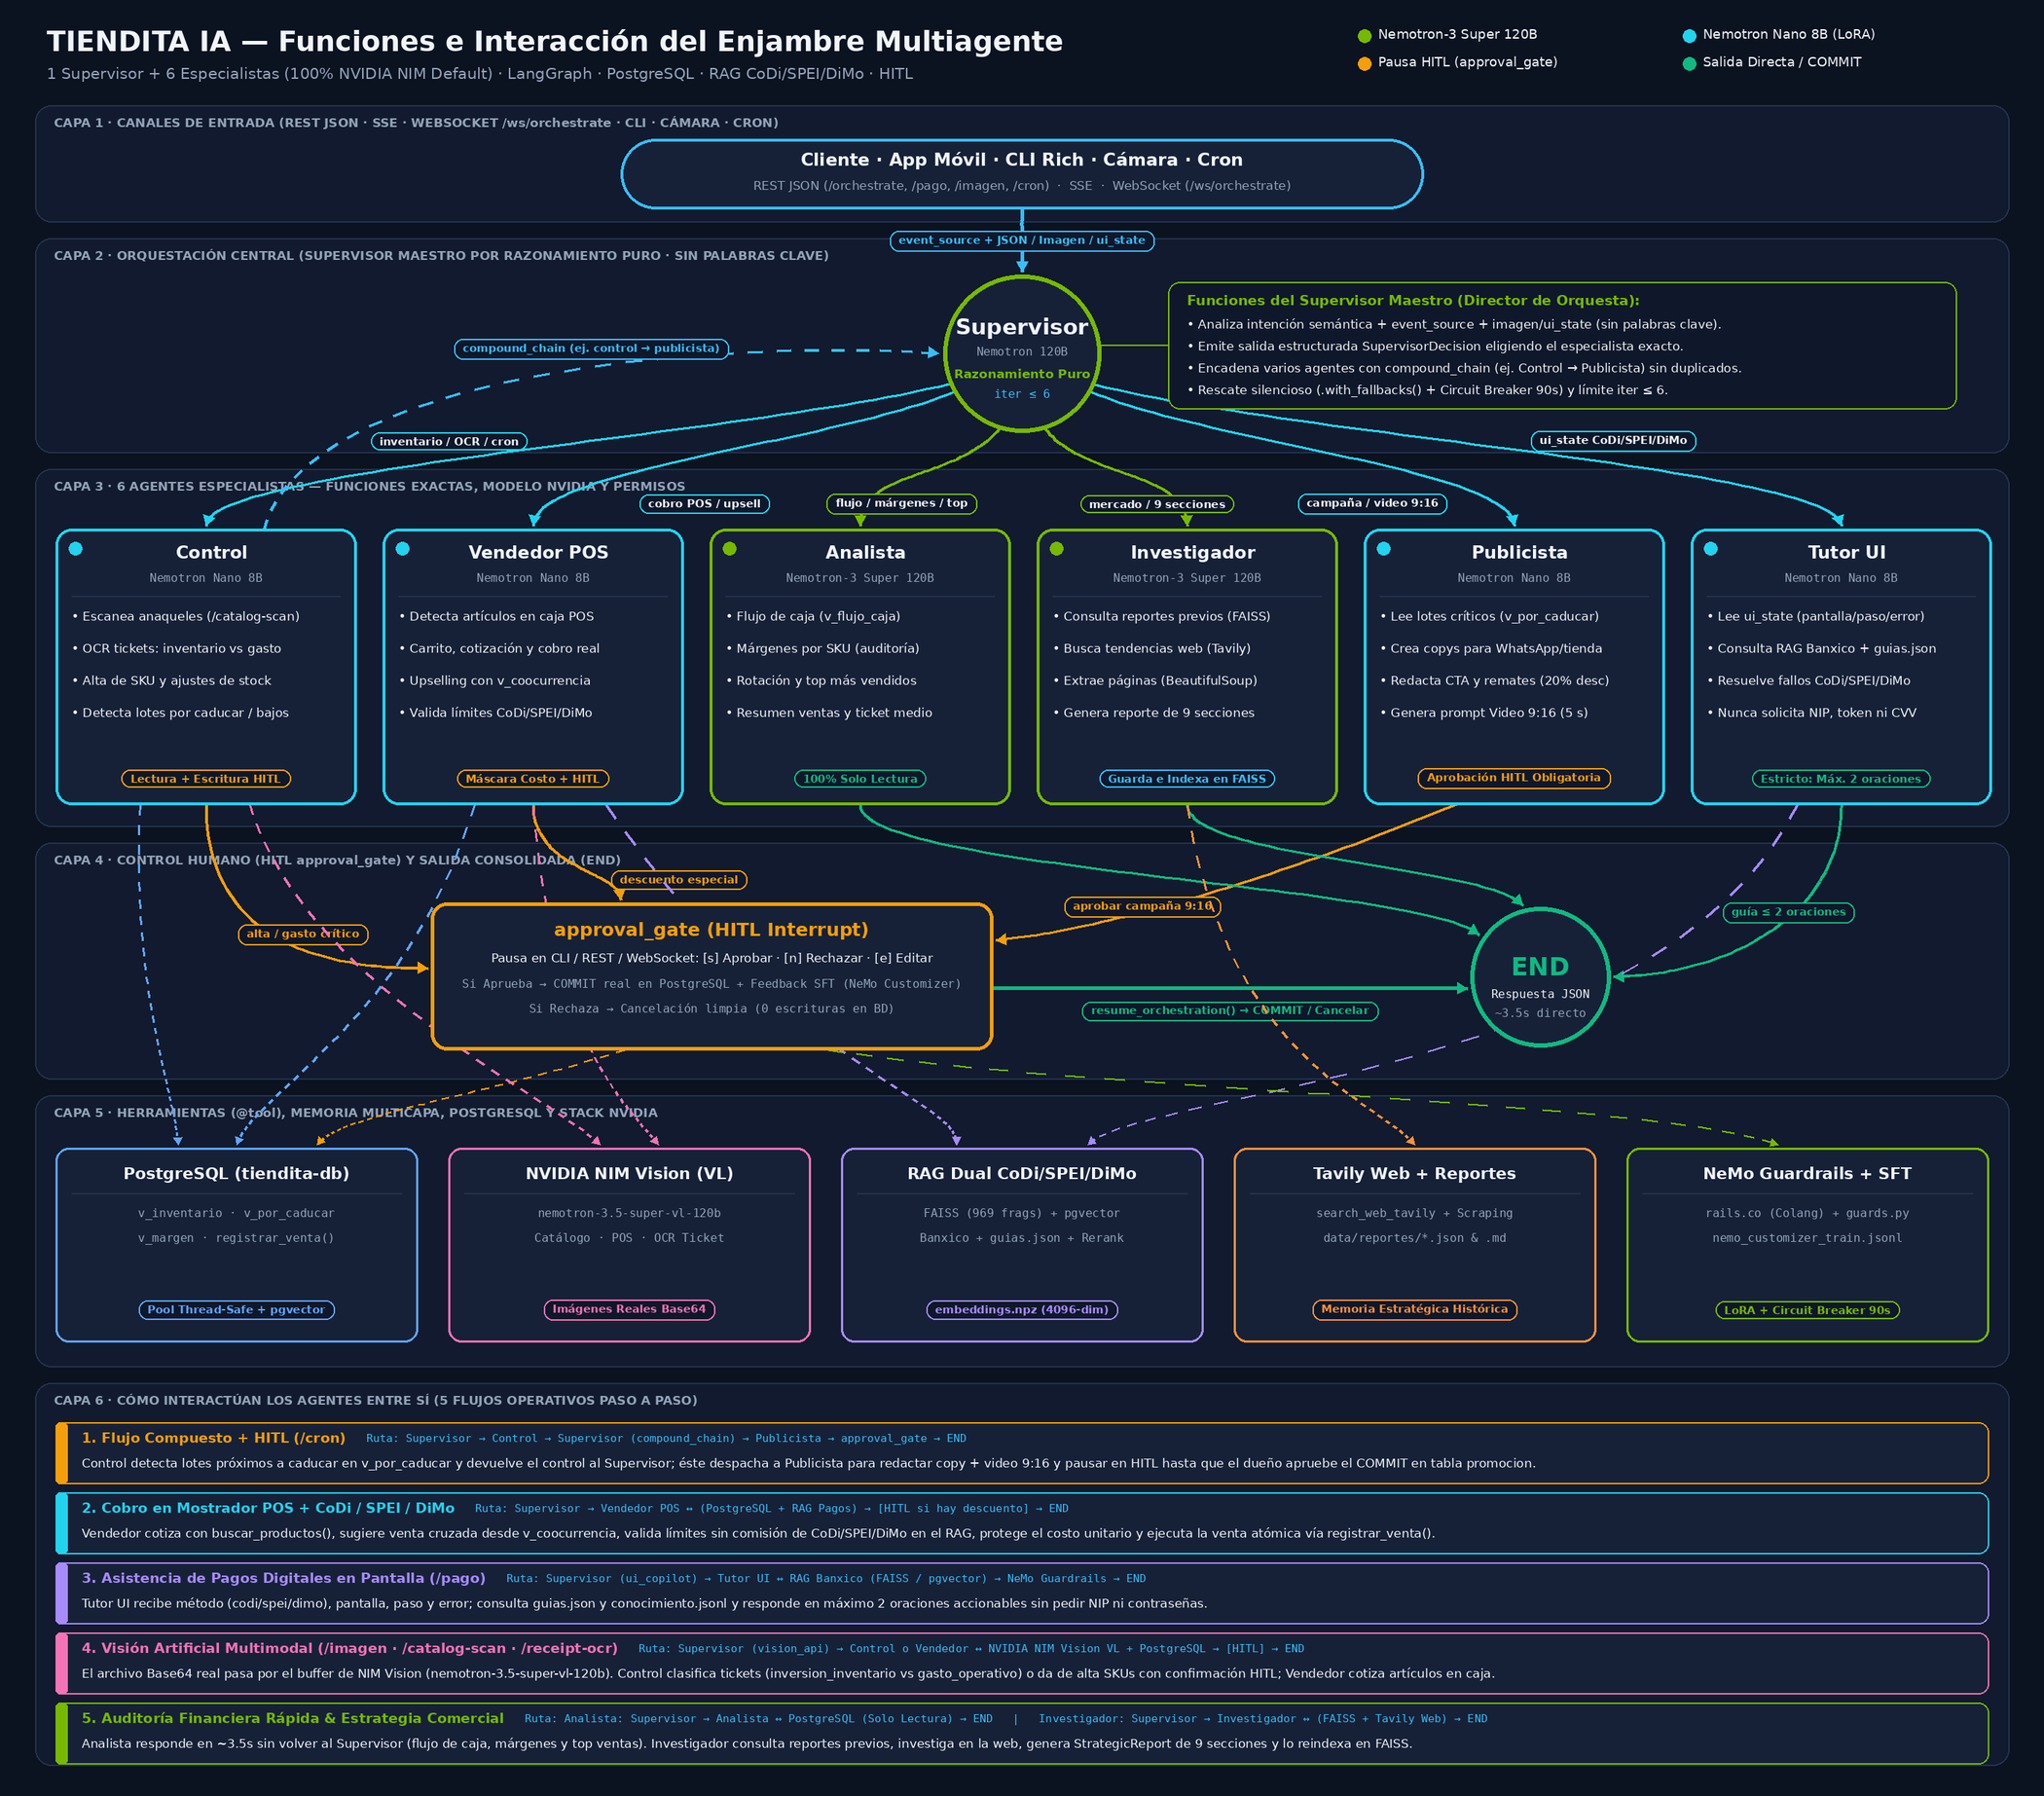 TIENDITA IA — Funciones e Interacción del Enjambre Multiagente
1 Supervisor + 6 Especialistas (100% NVIDIA NIM Default) · LangGraph · PostgreSQL · RAG CoDi/SPEI/DiMo · HITL
Nemotron-3 Super 120B
Nemotron Nano 8B (LoRA)
Pausa HITL (approval_gate)
Salida Directa / COMMIT
CAPA 1 · CANALES DE ENTRADA (REST JSON · SSE · WEBSOCKET /ws/orchestrate · CLI · CÁMARA · CRON)
Cliente · App Móvil · CLI Rich · Cámara · Cron
REST JSON (/orchestrate, /pago, /imagen, /cron) · SSE · WebSocket (/ws/orchestrate)
event_source + JSON / Imagen / ui_state
CAPA 2 · ORQUESTACIÓN CENTRAL (SUPERVISOR MAESTRO POR RAZONAMIENTO PURO · SIN PALABRAS CLAVE)
Supervisor
Nemotron 120B
Razonamiento Puro
iter ≤ 6
Funciones del Supervisor Maestro (Director de Orquesta):
• Analiza intención semántica + event_source + imagen/ui_state (sin palabras clave).
• Emite salida estructurada SupervisorDecision eligiendo el especialista exacto.
• Encadena varios agentes con compound_chain (ej. Control → Publicista) sin duplicados.
• Rescate silencioso (.with_fallbacks() + Circuit Breaker 90s) y límite iter ≤ 6.
compound_chain (ej. control → publicista)
inventario / OCR / cron
ui_state CoDi/SPEI/DiMo
CAPA 3 · 6 AGENTES ESPECIALISTAS — FUNCIONES EXACTAS, MODELO NVIDIA Y PERMISOS
cobro POS / upsell
flujo / márgenes / top
mercado / 9 secciones
campaña / video 9:16
Control
Nemotron Nano 8B
• Escanea anaqueles (/catalog-scan)
• OCR tickets: inventario vs gasto
• Alta de SKU y ajustes de stock
• Detecta lotes por caducar / bajos
Lectura + Escritura HITL
Vendedor POS
Nemotron Nano 8B
• Detecta artículos en caja POS
• Carrito, cotización y cobro real
• Upselling con v_coocurrencia
• Valida límites CoDi/SPEI/DiMo
Máscara Costo + HITL
Analista
Nemotron-3 Super 120B
• Flujo de caja (v_flujo_caja)
• Márgenes por SKU (auditoría)
• Rotación y top más vendidos
• Resumen ventas y ticket medio
100% Solo Lectura
Investigador
Nemotron-3 Super 120B
• Consulta reportes previos (FAISS)
• Busca tendencias web (Tavily)
• Extrae páginas (BeautifulSoup)
• Genera reporte de 9 secciones
Guarda e Indexa en FAISS
Publicista
Nemotron Nano 8B
• Lee lotes críticos (v_por_caducar)
• Crea copys para WhatsApp/tienda
• Redacta CTA y remates (20% desc)
• Genera prompt Video 9:16 (5 s)
Aprobación HITL Obligatoria
Tutor UI
Nemotron Nano 8B
• Lee ui_state (pantalla/paso/error)
• Consulta RAG Banxico + guias.json
• Resuelve fallos CoDi/SPEI/DiMo
• Nunca solicita NIP, token ni CVV
Estricto: Máx. 2 oraciones
CAPA 4 · CONTROL HUMANO (HITL approval_gate) Y SALIDA CONSOLIDADA (END)
descuento especial
alta / gasto crítico
aprobar campaña 9:16
guía ≤ 2 oraciones
approval_gate (HITL Interrupt)
Pausa en CLI / REST / WebSocket: [s] Aprobar · [n] Rechazar · [e] Editar
Si Aprueba → COMMIT real en PostgreSQL + Feedback SFT (NeMo Customizer)
Si Rechaza → Cancelación limpia (0 escrituras en BD)
resume_orchestration() → COMMIT / Cancelar
END
Respuesta JSON
~3.5s directo
CAPA 5 · HERRAMIENTAS (@tool), MEMORIA MULTICAPA, POSTGRESQL Y STACK NVIDIA
PostgreSQL (tiendita-db)
v_inventario · v_por_caducar
v_margen · registrar_venta()
Pool Thread-Safe + pgvector
NVIDIA NIM Vision (VL)
nemotron-3.5-super-vl-120b
Catálogo · POS · OCR Ticket
Imágenes Reales Base64
RAG Dual CoDi/SPEI/DiMo
FAISS (969 frags) + pgvector
Banxico + guias.json + Rerank
embeddings.npz (4096-dim)
Tavily Web + Reportes
search_web_tavily + Scraping
data/reportes/*.json & .md
Memoria Estratégica Histórica
NeMo Guardrails + SFT
rails.co (Colang) + guards.py
nemo_customizer_train.jsonl
LoRA + Circuit Breaker 90s
CAPA 6 · CÓMO INTERACTÚAN LOS AGENTES ENTRE SÍ (5 FLUJOS OPERATIVOS PASO A PASO)
1. Flujo Compuesto + HITL (/cron) Ruta: Supervisor → Control → Supervisor (compound_chain) → Publicista → approval_gate → END
Control detecta lotes próximos a caducar en v_por_caducar y devuelve el control al Supervisor; éste despacha a Publicista para redactar copy + video 9:16 y pausar en HITL hasta que el dueño apruebe el COMMIT en tabla promocion.
2. Cobro en Mostrador POS + CoDi / SPEI / DiMo Ruta: Supervisor → Vendedor POS ↔ (PostgreSQL + RAG Pagos) → [HITL si hay descuento] → END
Vendedor cotiza con buscar_productos(), sugiere venta cruzada desde v_coocurrencia, valida límites sin comisión de CoDi/SPEI/DiMo en el RAG, protege el costo unitario y ejecuta la venta atómica vía registrar_venta().
3. Asistencia de Pagos Digitales en Pantalla (/pago) Ruta: Supervisor (ui_copilot) → Tutor UI ↔ RAG Banxico (FAISS / pgvector) → NeMo Guardrails → END
Tutor UI recibe método (codi/spei/dimo), pantalla, paso y error; consulta guias.json y conocimiento.jsonl y responde en máximo 2 oraciones accionables sin pedir NIP ni contraseñas.
4. Visión Artificial Multimodal (/imagen · /catalog-scan · /receipt-ocr) Ruta: Supervisor (vision_api) → Control o Vendedor ↔ NVIDIA NIM Vision VL + PostgreSQL → [HITL] → END
El archivo Base64 real pasa por el buffer de NIM Vision (nemotron-3.5-super-vl-120b). Control clasifica tickets (inversion_inventario vs gasto_operativo) o da de alta SKUs con confirmación HITL; Vendedor cotiza artículos en caja.
5. Auditoría Financiera Rápida & Estrategia Comercial Ruta: Analista: Supervisor → Analista ↔ PostgreSQL (Solo Lectura) → END | Investigador: Supervisor → Investigador ↔ (FAISS + Tavily Web) → END
Analista responde en ~3.5s sin volver al Supervisor (flujo de caja, márgenes y top ventas). Investigador consulta reportes previos, investiga en la web, genera StrategicReport de 9 secciones y lo reindexa en FAISS.